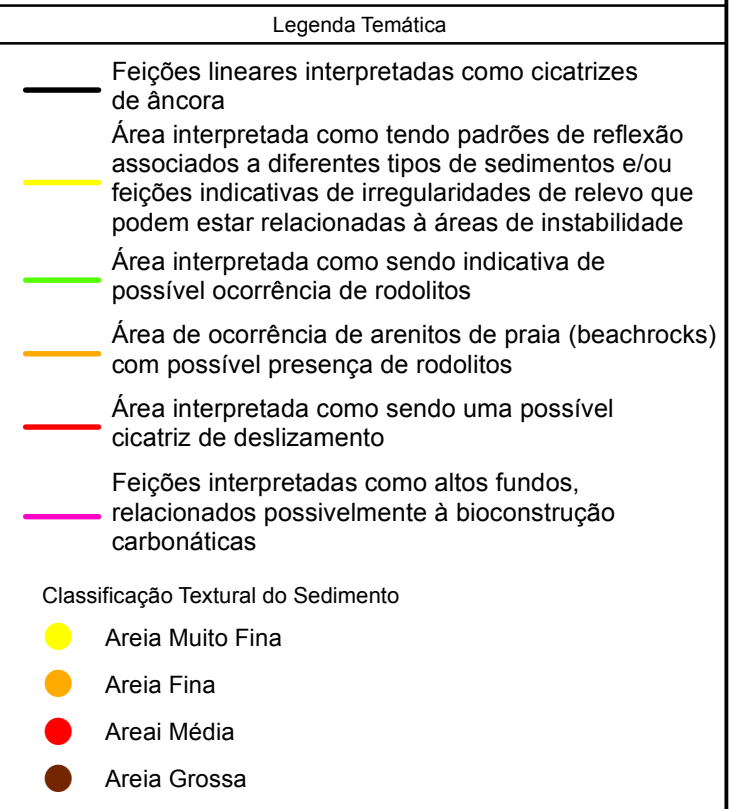 Legenda Temática
Feições lineares interpretadas como cicatrizes
de âncora
Área interpretada como tendo padrões de reflexão
associados a diferentes tipos de sedimentos e/ou
feições indicativas de irregularidades de relevo que
podem estar relacionadas à áreas de instabilidade
Área interpretada como sendo indicativa de
possível ocorrência de rodolitos
Área de ocorrência de arenitos de praia (beachrocks)
com possível presença de rodolitos
Área interpretada como sendo uma possível
cicatriz de deslizamento
Feições interpretadas como altos fundos,
relacionados possivelmente à bioconstrução
carbonáticas
Classificação Textural do Sedimento
Areia Muito Fina
Areia Fina
Areai Média
Areia Grossa